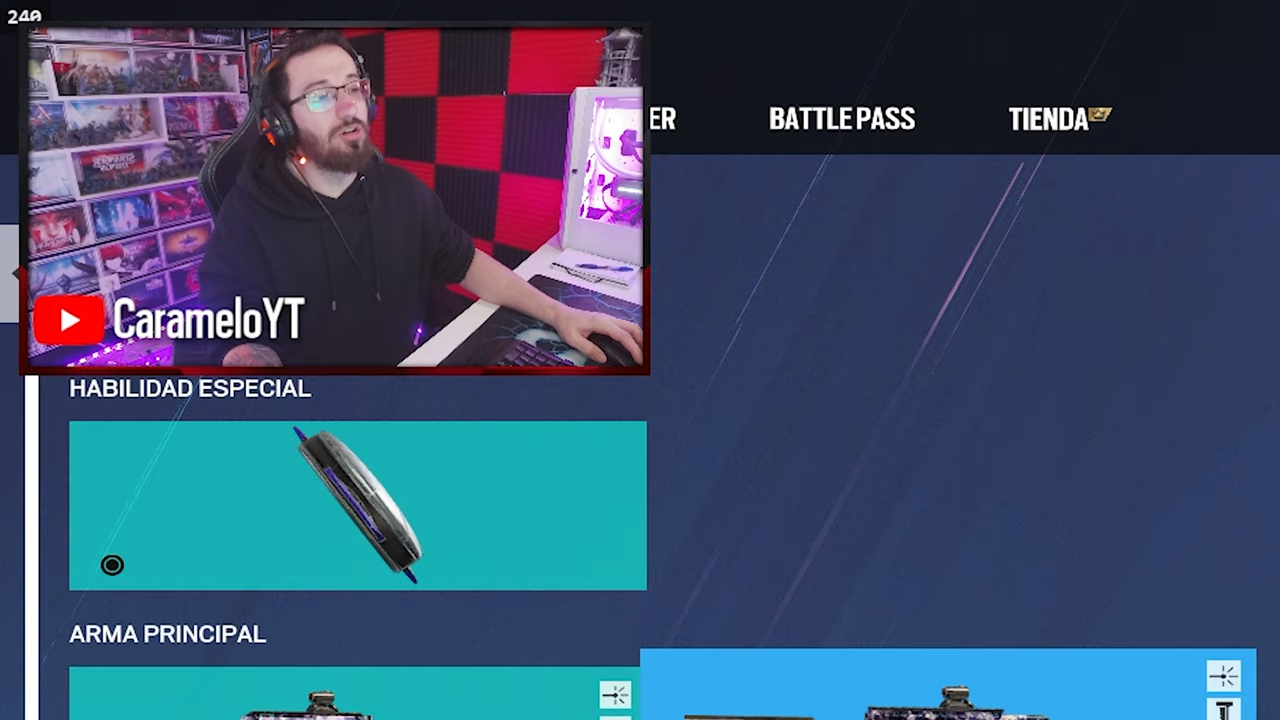 240
ER
BATTLE PASS
TIENDA
CarameloYT
HABILIDAD ESPECIAL
ARMA PRINCIPAL